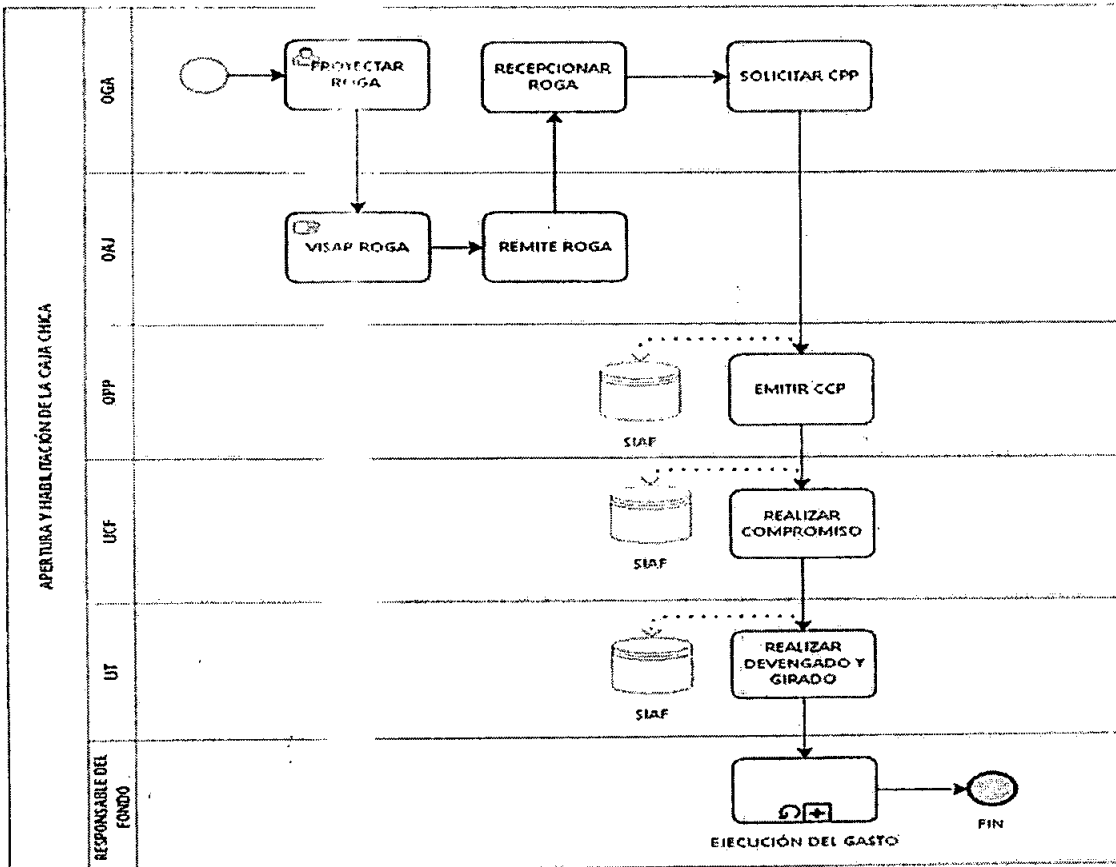 APERTURA Y HABILITACIÓN DE LA CAJA CHICA
OGA
PROYECTAR
ROGA
RECEPCIONAR
ROGA
SOLICITAR CPP
OAJ
VISAR ROGA
REMITE ROGA
OPP
SIAF
EMITIR CCP
UCF
SIAF
REALIZAR
COMPROMISO
UT
SIAF
REALIZAR
DEVENGADO Y
GIRADO
RESPONSABLE DEL
FONDO
EJECUCIÓN DEL GASTO
FIN